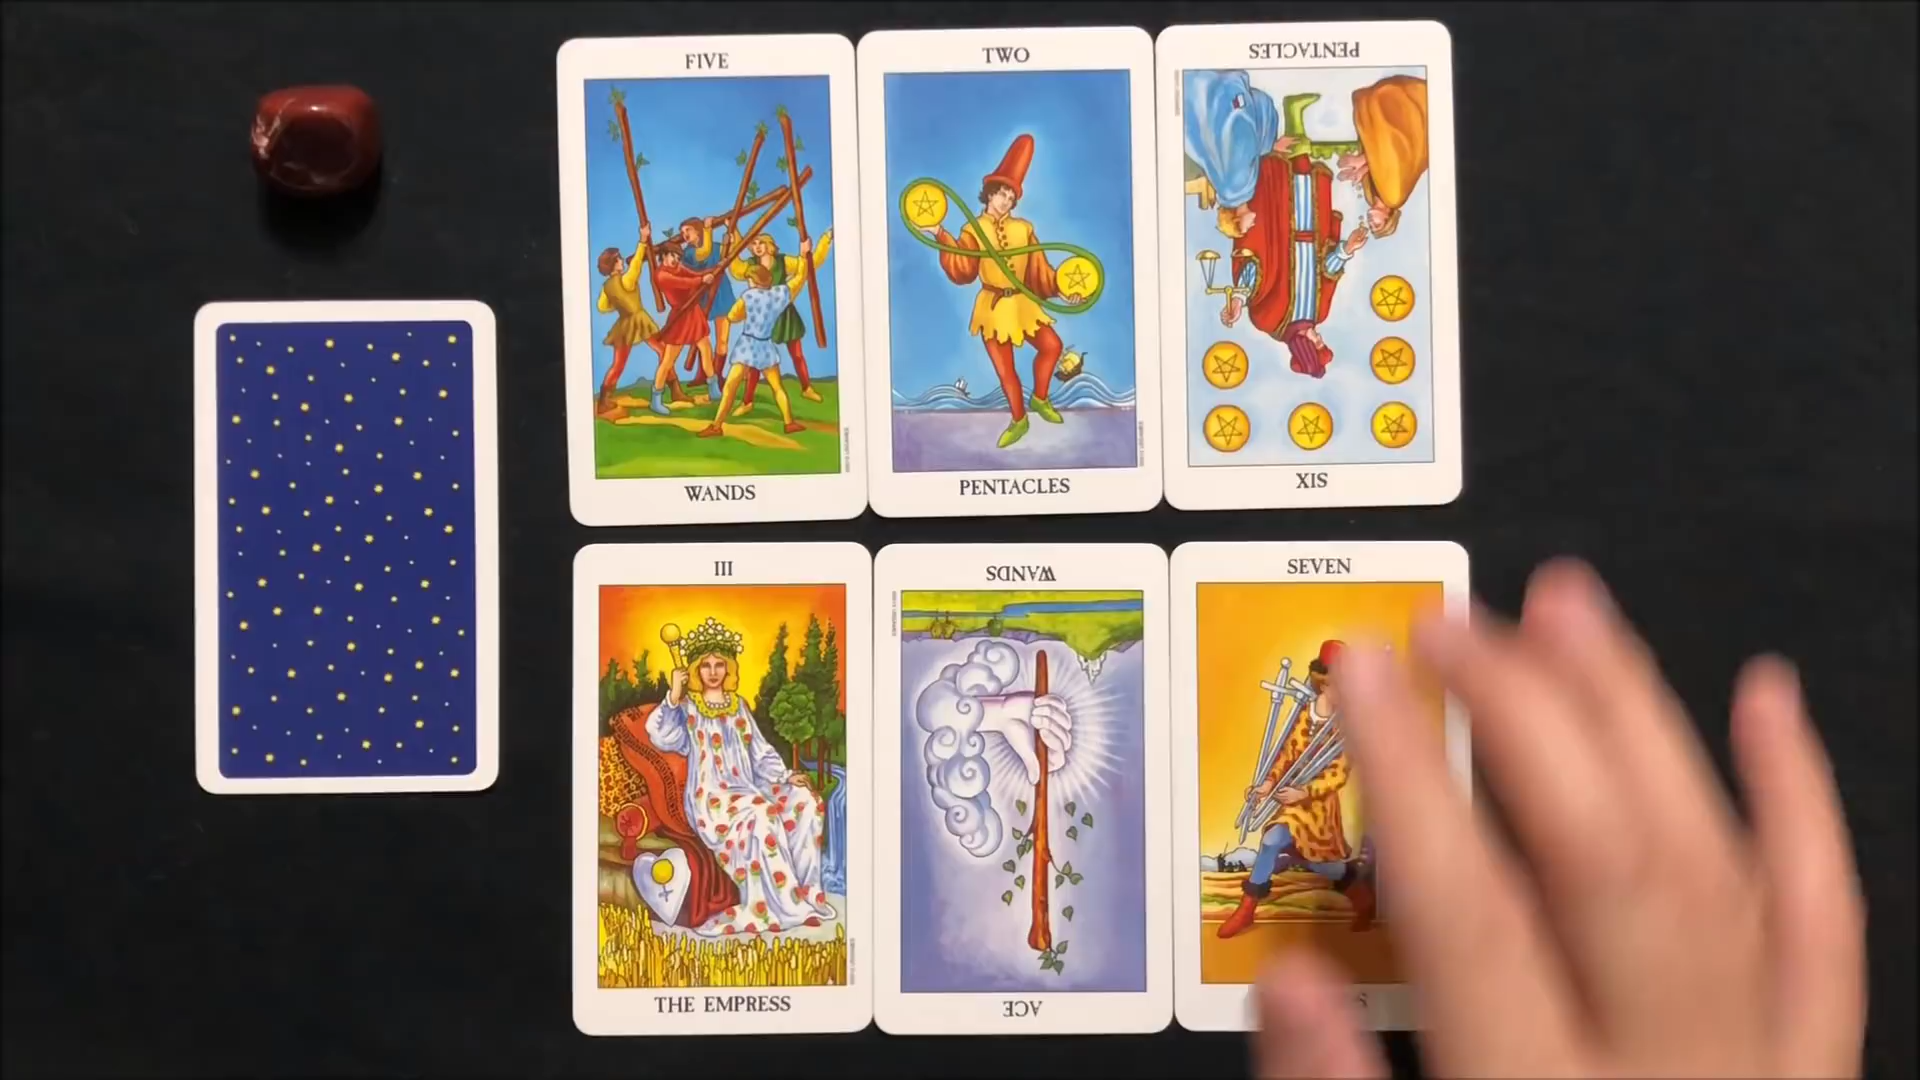 FIVE
WANDS
TWO
PENTACLES
PENTACLES
SIX
III
THE EMPRESS
WANDS
ACE
SEVEN